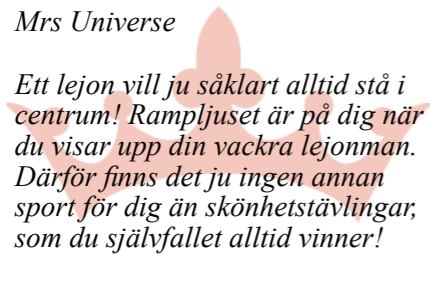 Mrs Universe
Ett lejon vill ju såklart alltid stå i
centrum! Rampljuset är på dig när
du visar upp din vackra lejonman.
Därför finns det ju ingen annan
sport för dig än skönhetstävlingar,
som du självfallet alltid vinner!